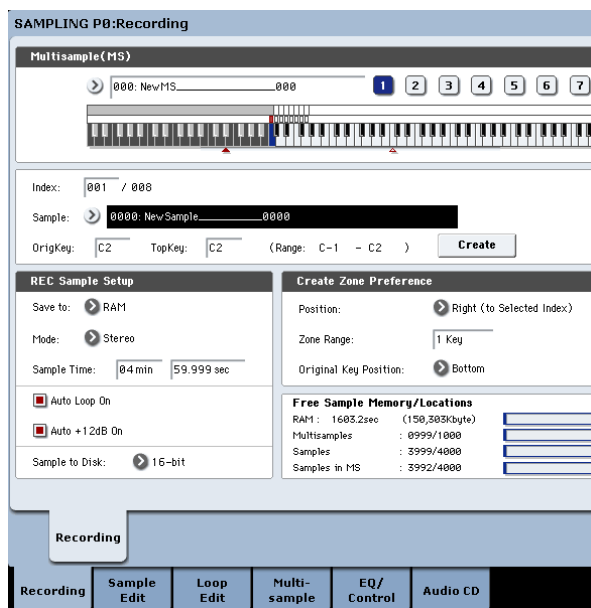 SAMPLING P0:Recording
Multisample(MS)
000: NewMS_______________000 1 2 3 4 5 6 7
Index: 001 / 008
Sample: 0000: NewSample__________0000
OrigKey: C2 TopKey: C2 (Range: C-1 - C2 ) Create
REC Sample Setup
Save to: RAM
Mode: Stereo
Sample Time: 04 min 59.999 sec
Auto Loop On
Auto +12dB On
Sample to Disk: 16-bit
Create Zone Preference
Position: Right (to Selected Index)
Zone Range: 1 Key
Original Key Position: Bottom
Free Sample Memory/Locations
RAM : 1603.2sec (150,303Kbyte)
Multisamples : 0999/1000
Samples : 3999/4000
Samples in MS : 3992/4000
Recording
Recording Sample Edit Loop Edit Multi-sample EQ/Control Audio CD